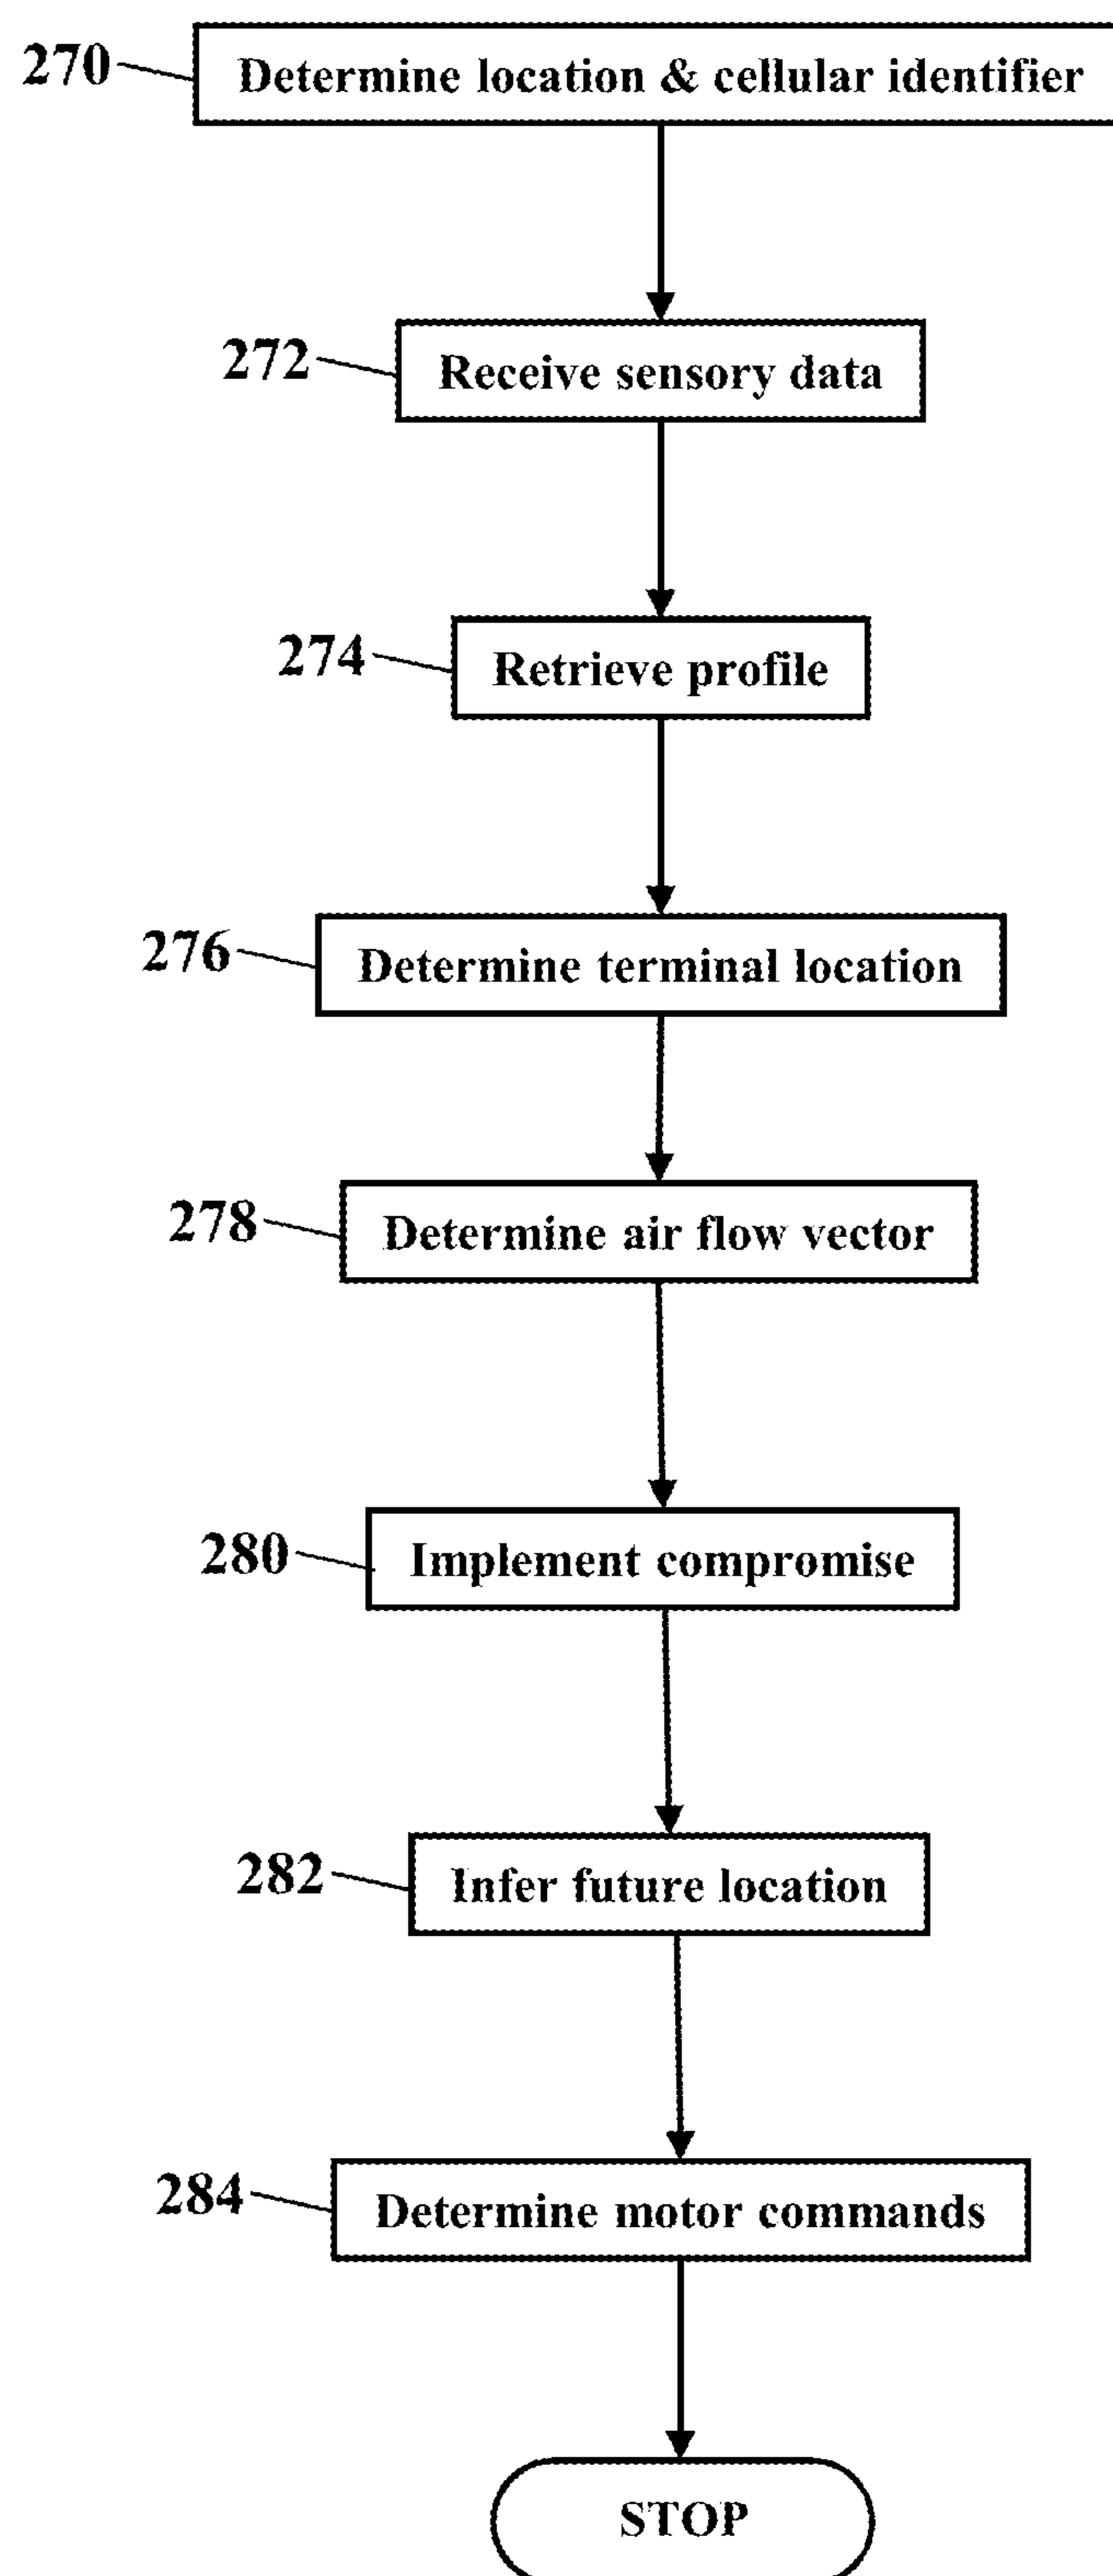 270 Determine location & cellular identifier
272 Receive sensory data
274 Retrieve profile
276 Determine terminal location
278 Determine air flow vector
280 Implement compromise
282 Infer future location
284 Determine motor commands
STOP